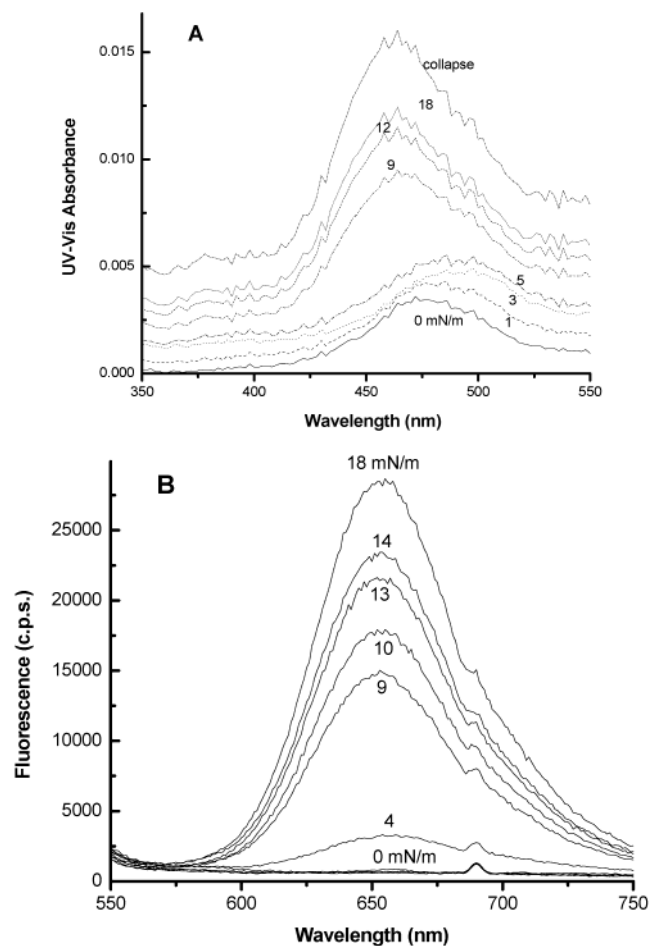 A
0.015
0.010
0.005
0.000
UV-Vis Absorbance
collapse
18
12
9
5
3
1
0 mN/m
350 400 450 500 550
Wavelength (nm)
B
25000
20000
15000
10000
5000
0
Fluorescence (c.p.s.)
18 mN/m
14
13
10
9
4
0 mN/m
550 600 650 700 750
Wavelength (nm)